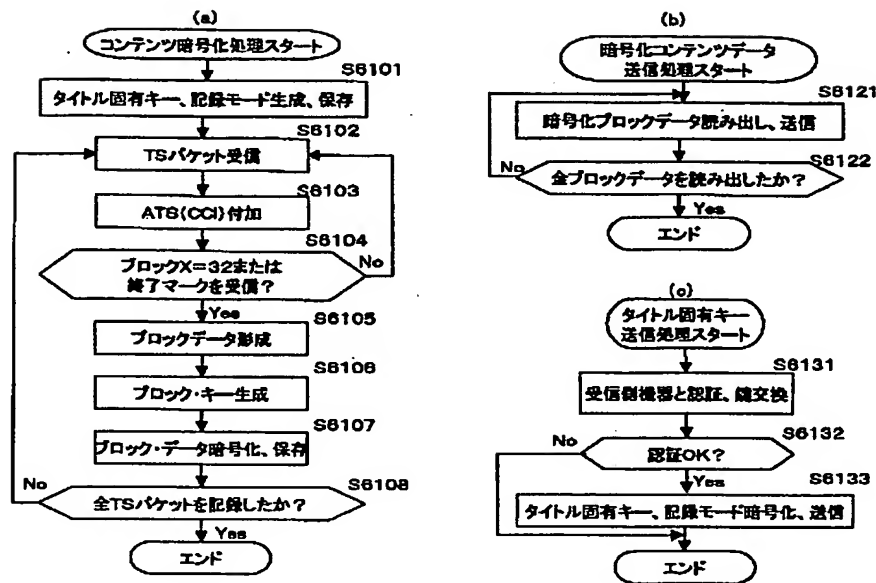 (a)
コンテンツ暗号化処理スタート
S6101
タイトル固有キー、記録モード生成、保存
S6102
TSパケット受信
S6103
ATS(CCI)付加
S6104
ブロックX=32または
終了マークを受信?
No
Yes
S6105
ブロックデータ形成
S6106
ブロック・キー生成
S6107
ブロック・データ暗号化、保存
No
S6108
全TSパケットを記録したか?
Yes
エンド
(b)
暗号化コンテンツデータ
送信処理スタート
S6121
暗号化ブロックデータ読み出し、送信
No
S6122
全ブロックデータを読み出したか?
Yes
エンド
(c)
タイトル固有キー
送信処理スタート
S6131
受信側機器と認証、鍵交換
No
S6132
認証OK?
Yes
S6133
タイトル固有キー、記録モード暗号化、送信
エンド